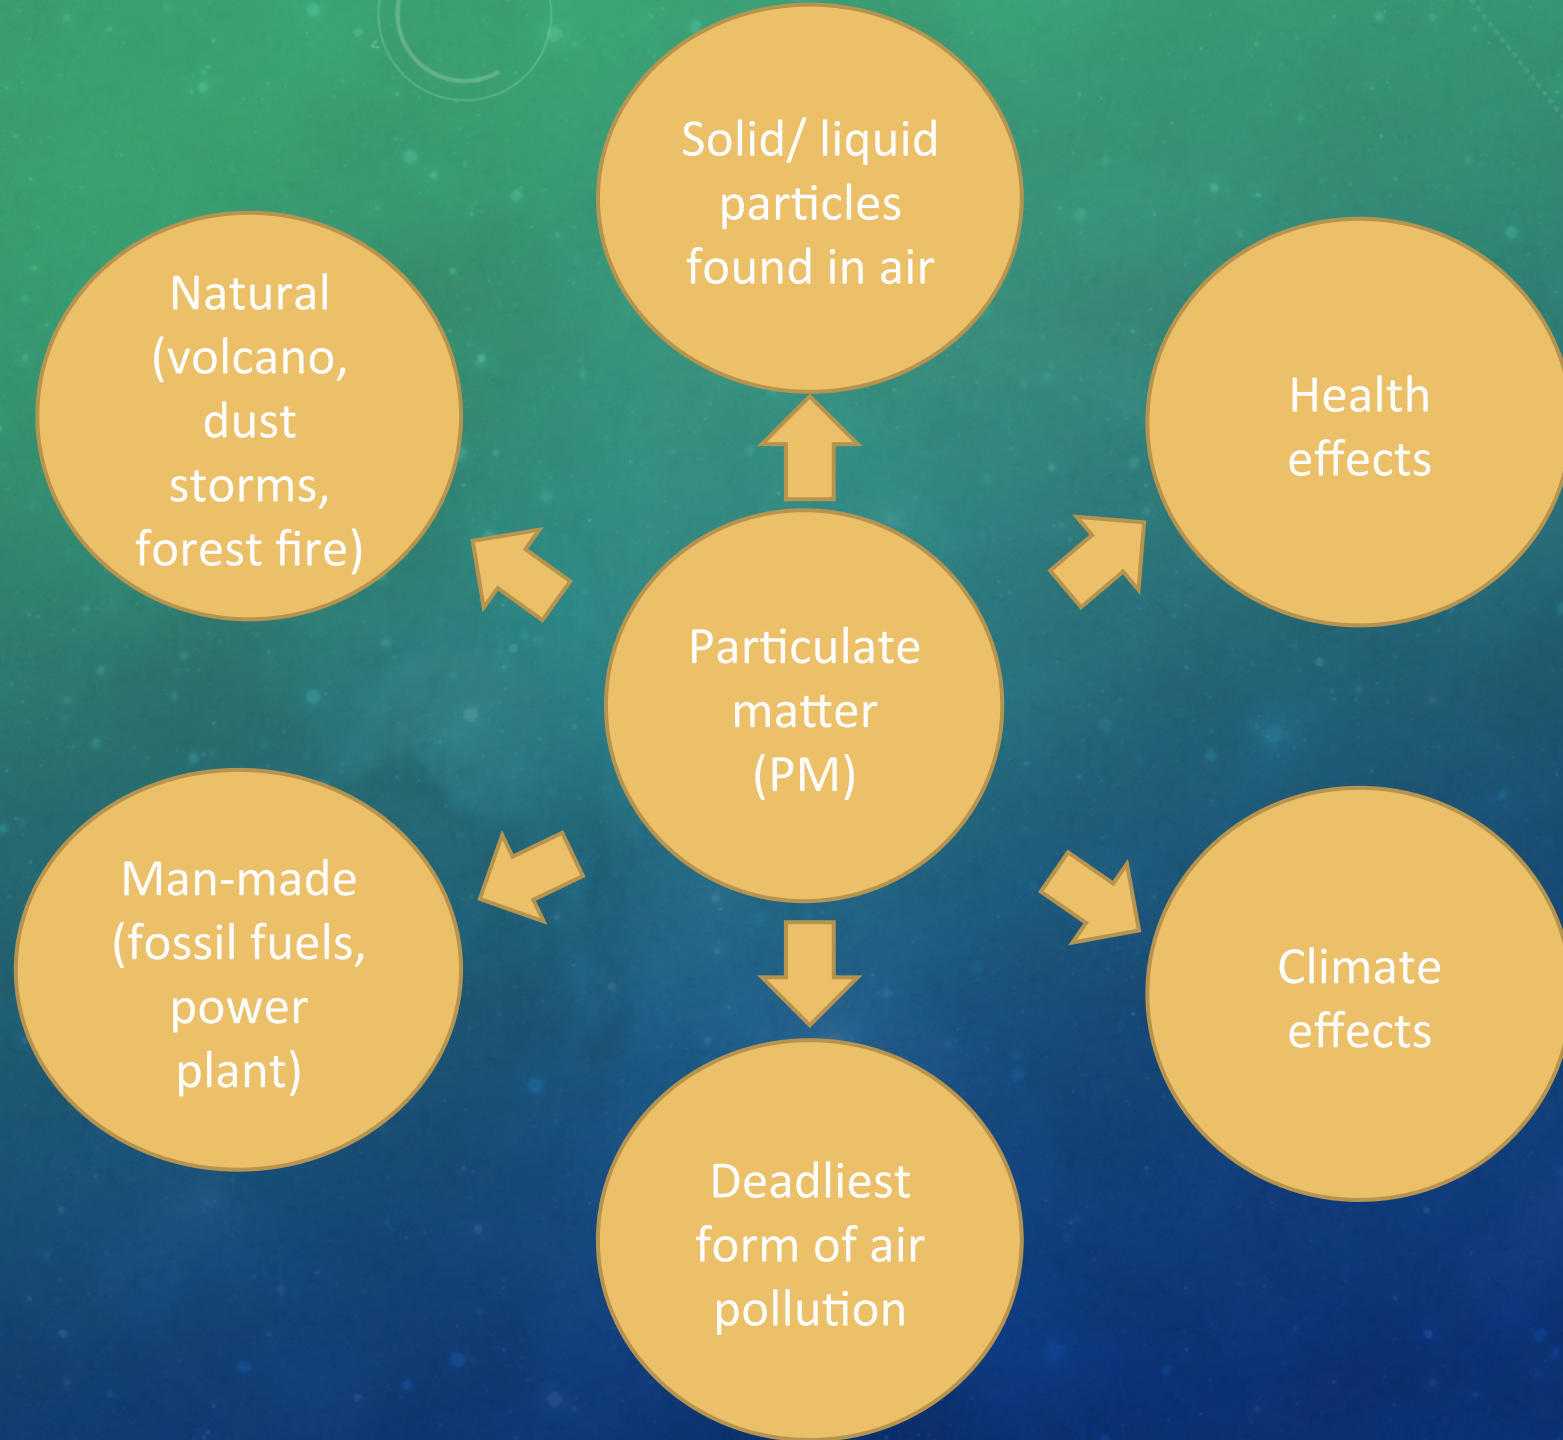 Solid/ liquid
particles
found in air
Natural
(volcano,
dust
storms,
forest fire)
Health
effects
Particulate
matter
(PM)
Man-made
(fossil fuels,
power
plant)
Climate
effects
Deadliest
form of air
pollution